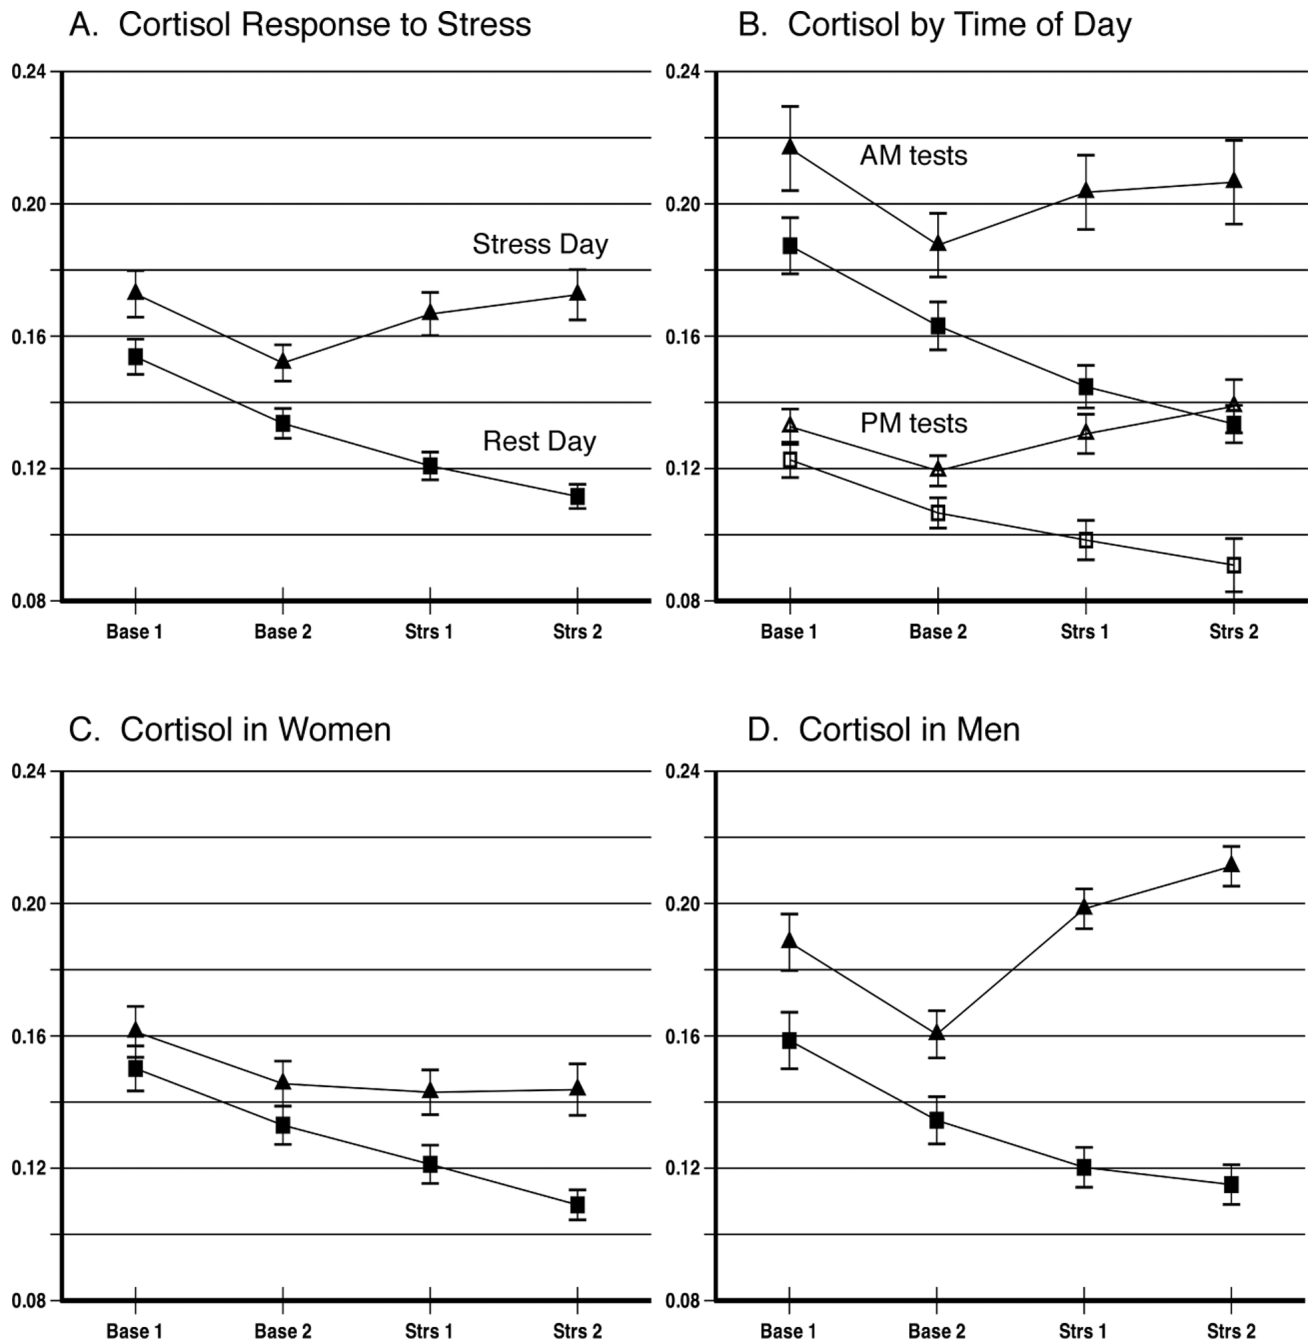 A. Cortisol Response to Stress
0.24
0.20
0.16
0.12
0.08
Stress Day
Rest Day
Base 1 Base 2 Strs 1 Strs 2
B. Cortisol by Time of Day
0.24
0.20
0.16
0.12
0.08
AM tests
PM tests
Base 1 Base 2 Strs 1 Strs 2
C. Cortisol in Women
0.24
0.20
0.16
0.12
0.08
Base 1 Base 2 Strs 1 Strs 2
D. Cortisol in Men
0.24
0.20
0.16
0.12
0.08
Base 1 Base 2 Strs 1 Strs 2